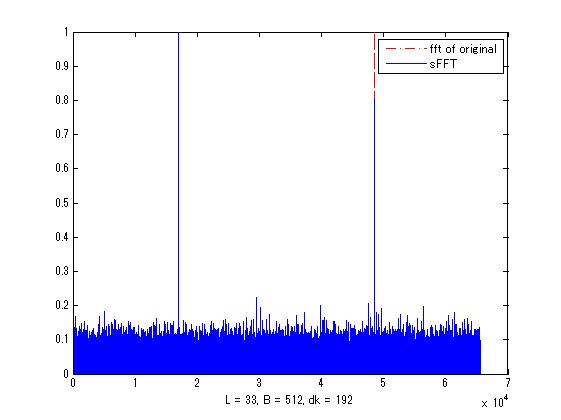 1
0.9
0.8
0.7
0.6
0.5
0.4
0.3
0.2
0.1
0
fft of original
sFFT
0 1 2 3 4 5 6 7
x 10^4
L = 33, B = 512, dk = 192